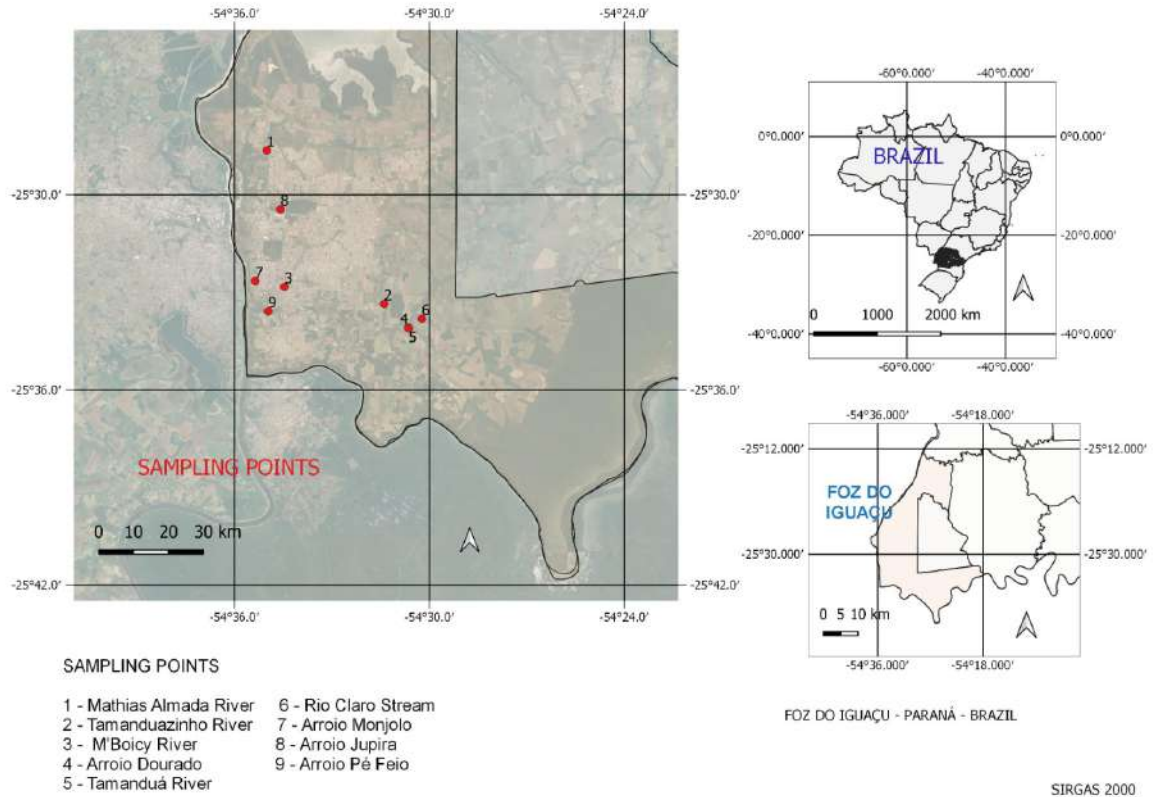 -54°36.0'
-54°30.0'
-54°24.0'
-25°30.0'
-25°30.0'
-25°36.0'
-25°36.0'
-25°42.0'
-25°42.0'
-54°36.0'
-54°30.0'
-54°24.0'
1
8
7
3
9
2
4
6
5
SAMPLING POINTS
0 10 20 30 km
-60°0.000'
-40°0.000'
0°0.000'
0°0.000'
BRAZIL
-20°0.000'
-20°0.000'
0 1000 2000 km
-40°0.000'
-40°0.000'
-60°0.000'
-40°0.000'
-54°36.000'
-54°18.000'
-25°12.000'
-25°12.000'
FOZ DO
IGUAÇU
-25°30.000'
-25°30.000'
0 5 10 km
-54°36.000'
-54°18.000'
SAMPLING POINTS
1 - Mathias Almada River
2 - Tamanduazinho River
3 - M'Boicy River
4 - Arroio Dourado
5 - Tamanduá River
6 - Rio Claro Stream
7 - Arroio Monjolo
8 - Arroio Jupira
9 - Arroio Pé Feio
FOZ DO IGUAÇU - PARANÁ - BRAZIL
SIRGAS 2000